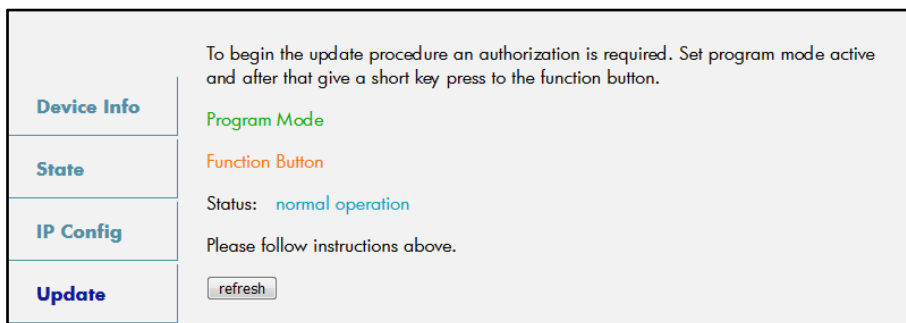 To begin the update procedure an authorization is required. Set program mode active
and after that give a short key press to the function button.
Device Info
Program Mode
State
Function Button
Status: normal operation
IP Config
Please follow instructions above.
Update
refresh